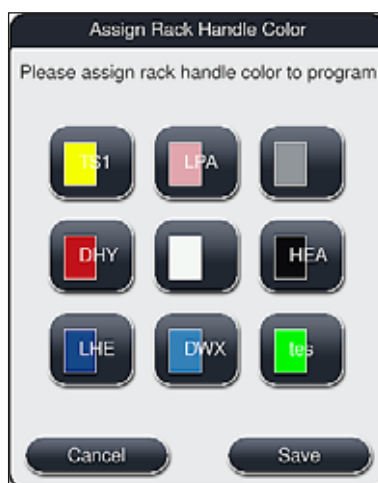 Assign Rack Handle Color
Please assign rack handle color to program
TS1 LPA
DHY HEA
LHE DWX tes
Cancel Save